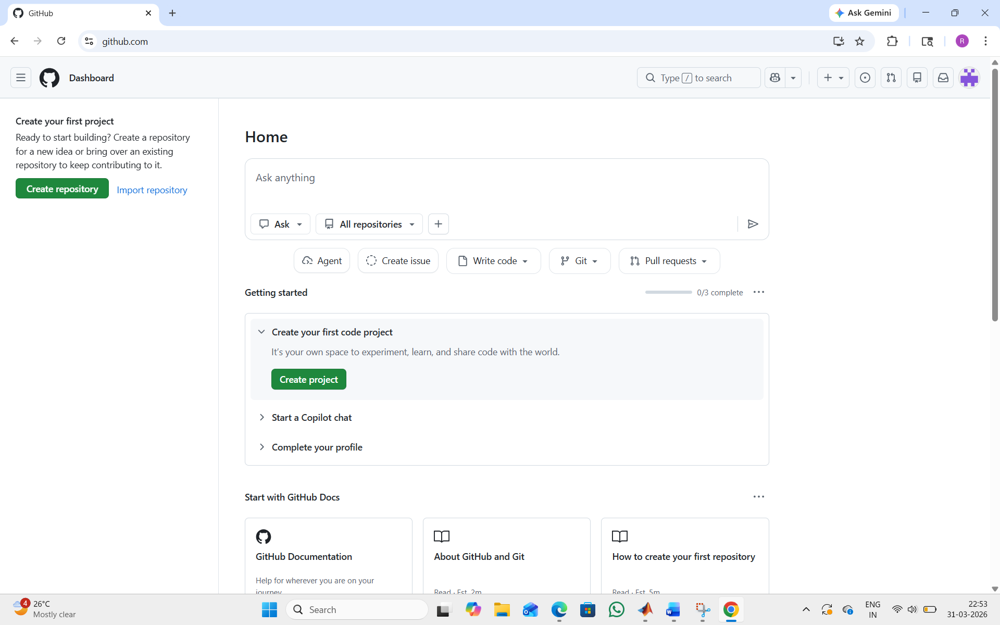 GitHub
Ask Gemini
github.com
R
Dashboard
Type / to search
Create your first project
Ready to start building? Create a repository
for a new idea or bring over an existing
repository to keep contributing to it.
Create repository
Import repository
Home
Ask anything
Ask
All repositories
Agent
Create issue
Write code
Git
Pull requests
Getting started
0/3 complete
Create your first code project
It's your own space to experiment, learn, and share code with the world.
Create project
Start a Copilot chat
Complete your profile
Start with GitHub Docs
GitHub Documentation
Help for wherever you are on your
journey
About GitHub and Git
Read · Est. 2m
How to create your first repository
Read · Est. 5m
4
26°C
Mostly clear
Search
ENG
IN
22:53
31-03-2026